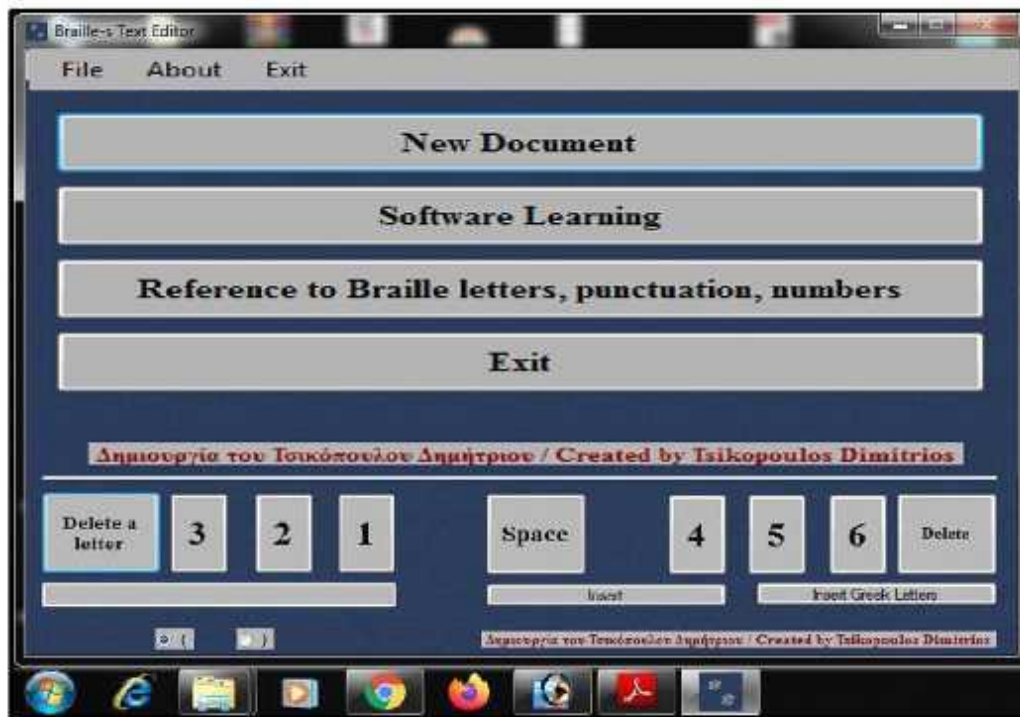 Braille-s Text Editor
File About Exit
New Document
Software Learning
Reference to Braille letters, punctuation, numbers
Exit
Δημιουργία του Τσικόπουλου Δημήτριου / Created by Tsikopoulos Dimitrios
Delete a letter 3 2 1 Space 4 5 6 Delete
Insert Insert Greek Letters
( ) Δημιουργία του Τσικόπουλου Δημήτριου / Created by Tsikopoulos Dimitrios